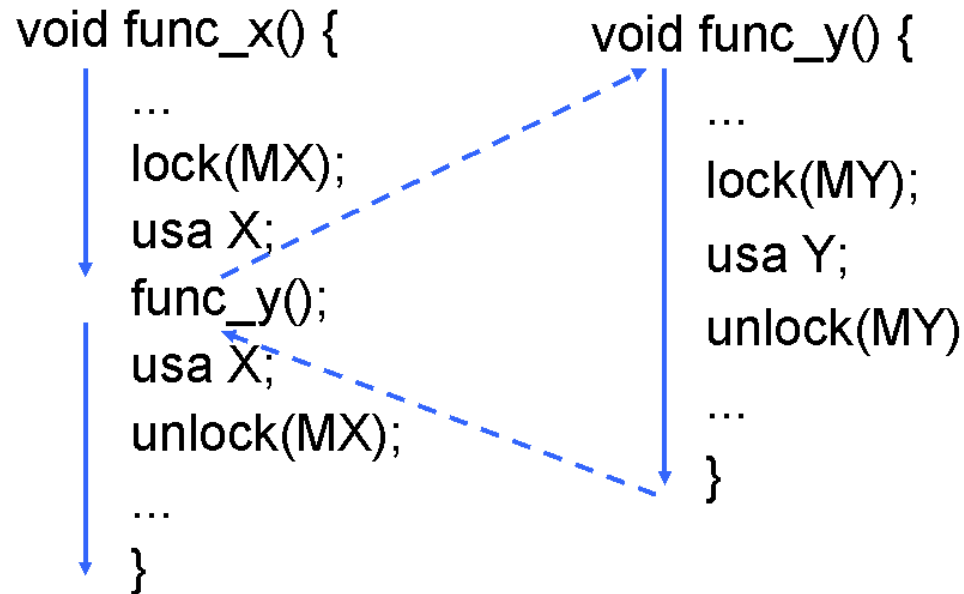 void func_x() {
...
lock(MX);
usa X;
func_y();
usa X;
unlock(MX);
...
}
void func_y() {
...
lock(MY);
usa Y;
unlock(MY)
...
}